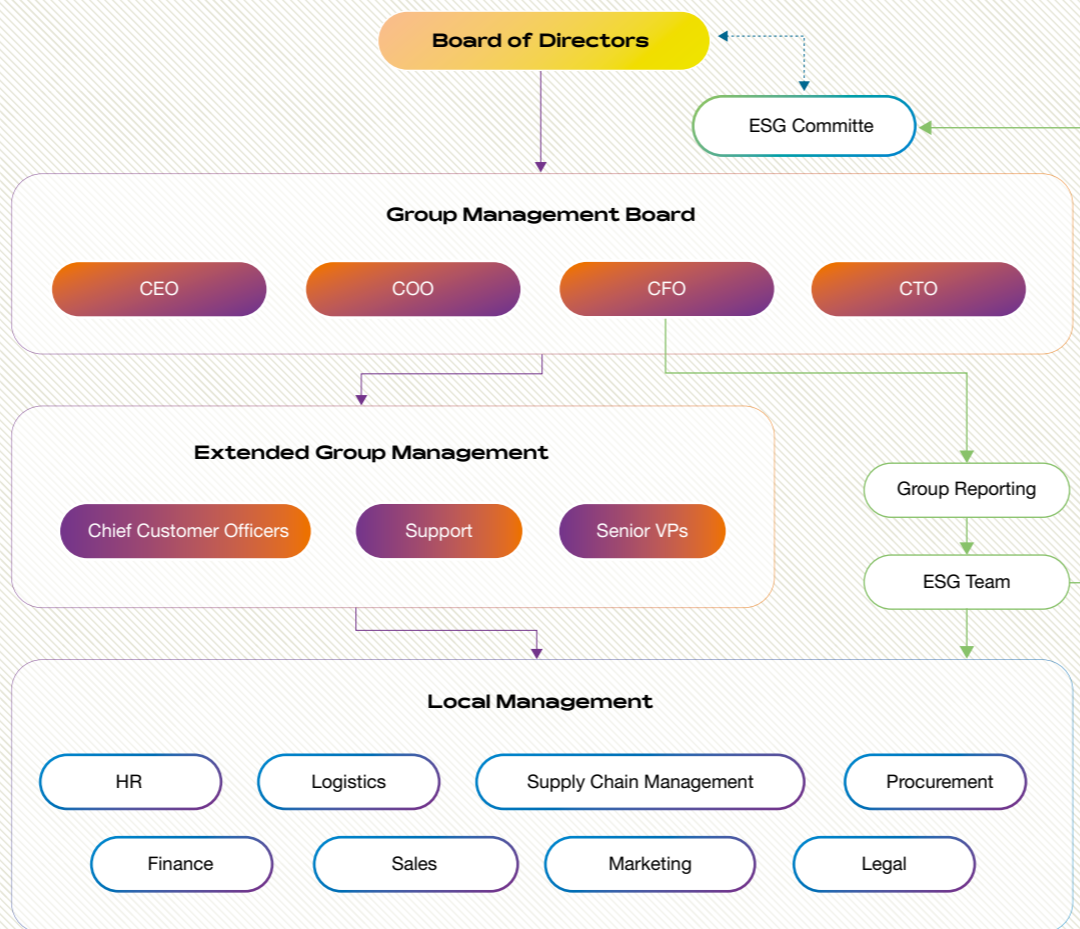 Board of Directors
ESG Committe
Group Management Board
CEO
COO
CFO
CTO
Extended Group Management
Chief Customer Officers
Support
Senior VPs
Group Reporting
ESG Team
Local Management
HR
Logistics
Supply Chain Management
Procurement
Finance
Sales
Marketing
Legal